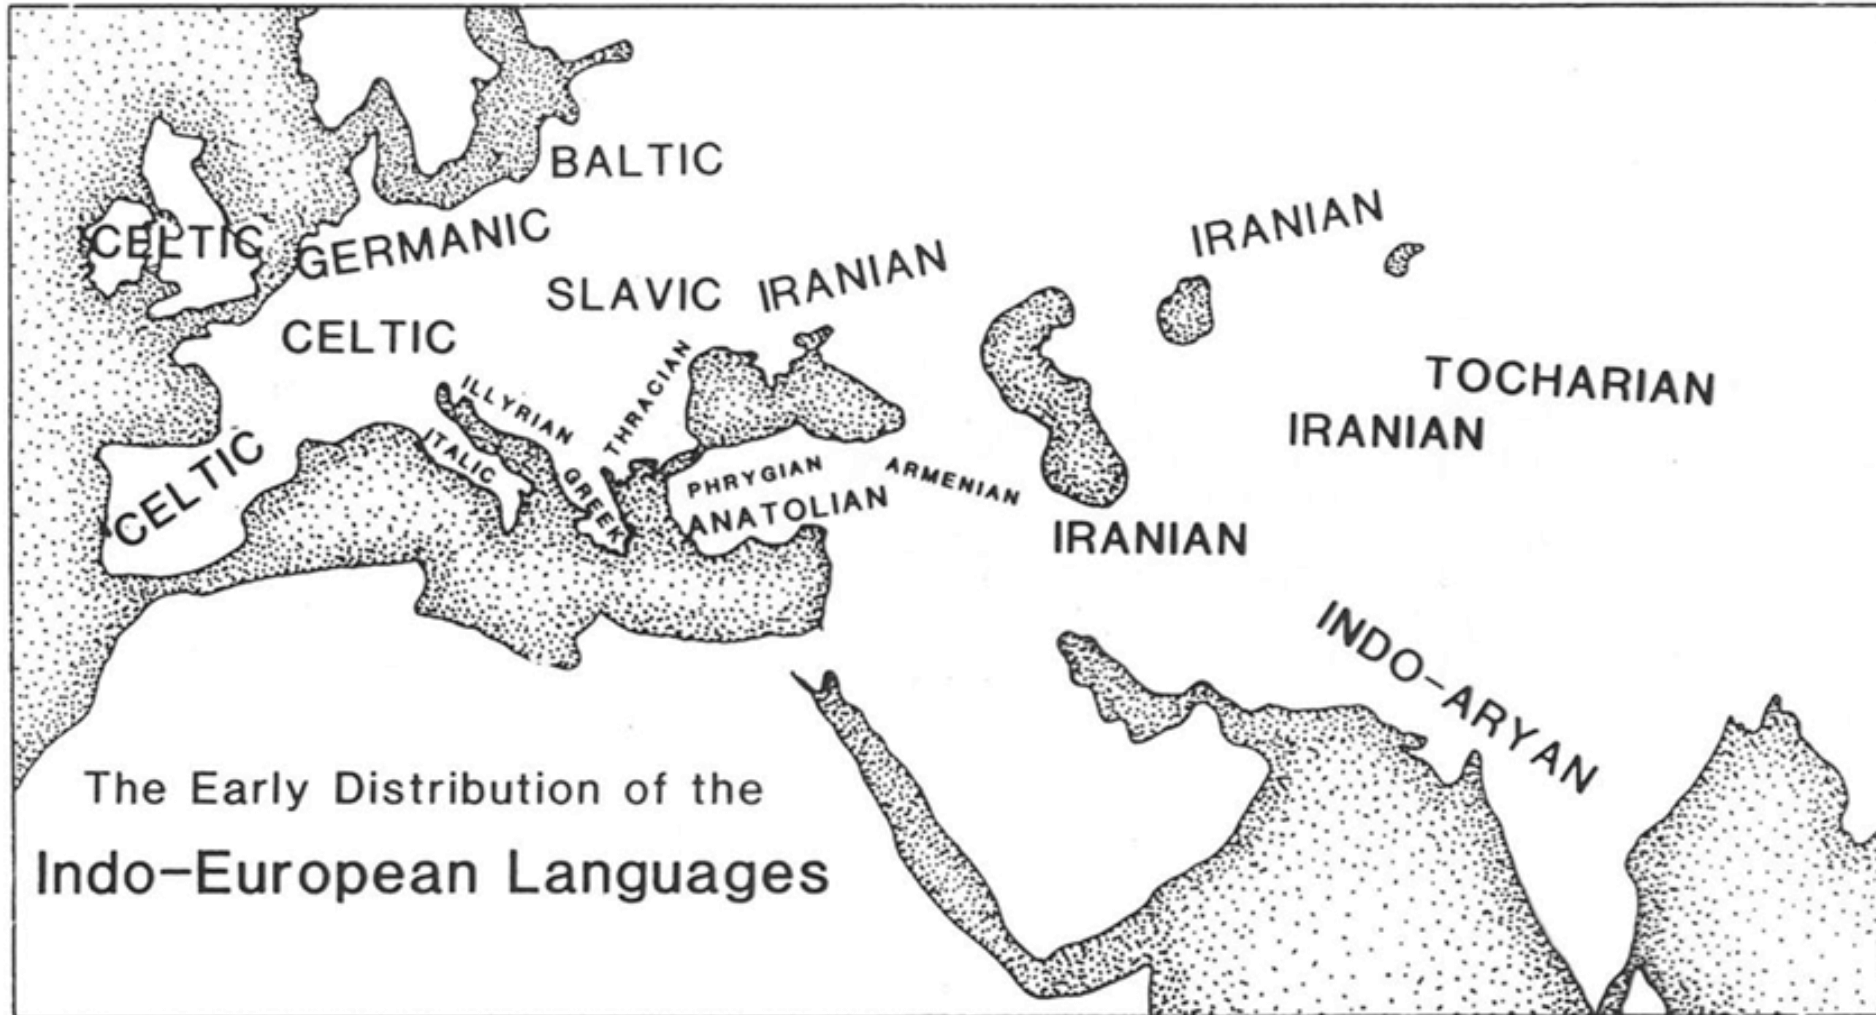 BALTIC
IRANIAN
CELTIC
GERMANIC
SLAVIC
IRANIAN
CELTIC
THRACIAN
ILLYRIAN
TOCHARIAN
IRANIAN
CELTIC
ITALIC
GREEK
PHRYGIAN
ARMENIAN
ANATOLIAN
IRANIAN
INDO-ARYAN
The Early Distribution of the
Indo-European Languages